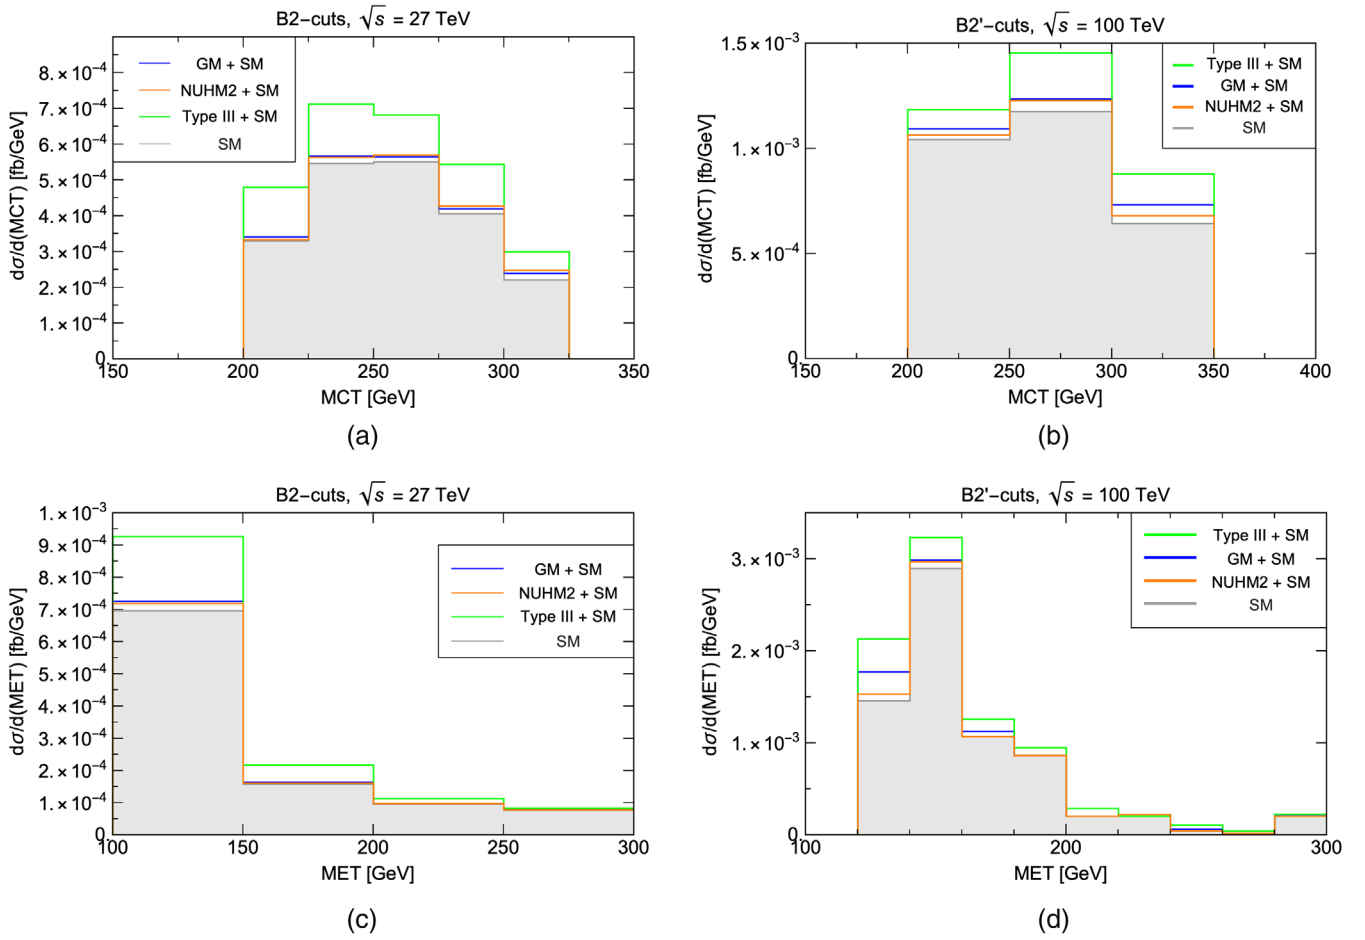 B2−cuts, √s = 27 TeV
8.×10⁻⁴
7.×10⁻⁴
6.×10⁻⁴
5.×10⁻⁴
4.×10⁻⁴
3.×10⁻⁴
2.×10⁻⁴
1.×10⁻⁴
0.
dσ/d(MCT) [fb/GeV]
GM + SM
NUHM2 + SM
Type III + SM
SM
150 200 250 300 350
MCT [GeV]
(a)
B2'−cuts, √s = 100 TeV
1.5×10⁻³
1.×10⁻³
5.×10⁻⁴
0.
dσ/d(MCT) [fb/GeV]
Type III + SM
GM + SM
NUHM2 + SM
SM
150 200 250 300 350 400
MCT [GeV]
(b)
B2−cuts, √s = 27 TeV
1.×10⁻³
9.×10⁻⁴
8.×10⁻⁴
7.×10⁻⁴
6.×10⁻⁴
5.×10⁻⁴
4.×10⁻⁴
3.×10⁻⁴
2.×10⁻⁴
1.×10⁻⁴
0.
dσ/d(MET) [fb/GeV]
GM + SM
NUHM2 + SM
Type III + SM
SM
100 150 200 250 300
MET [GeV]
(c)
B2'−cuts, √s = 100 TeV
3.×10⁻³
2.×10⁻³
1.×10⁻³
0.
dσ/d(MET) [fb/GeV]
Type III + SM
GM + SM
NUHM2 + SM
SM
100 150 200 250 300
MET [GeV]
(d)